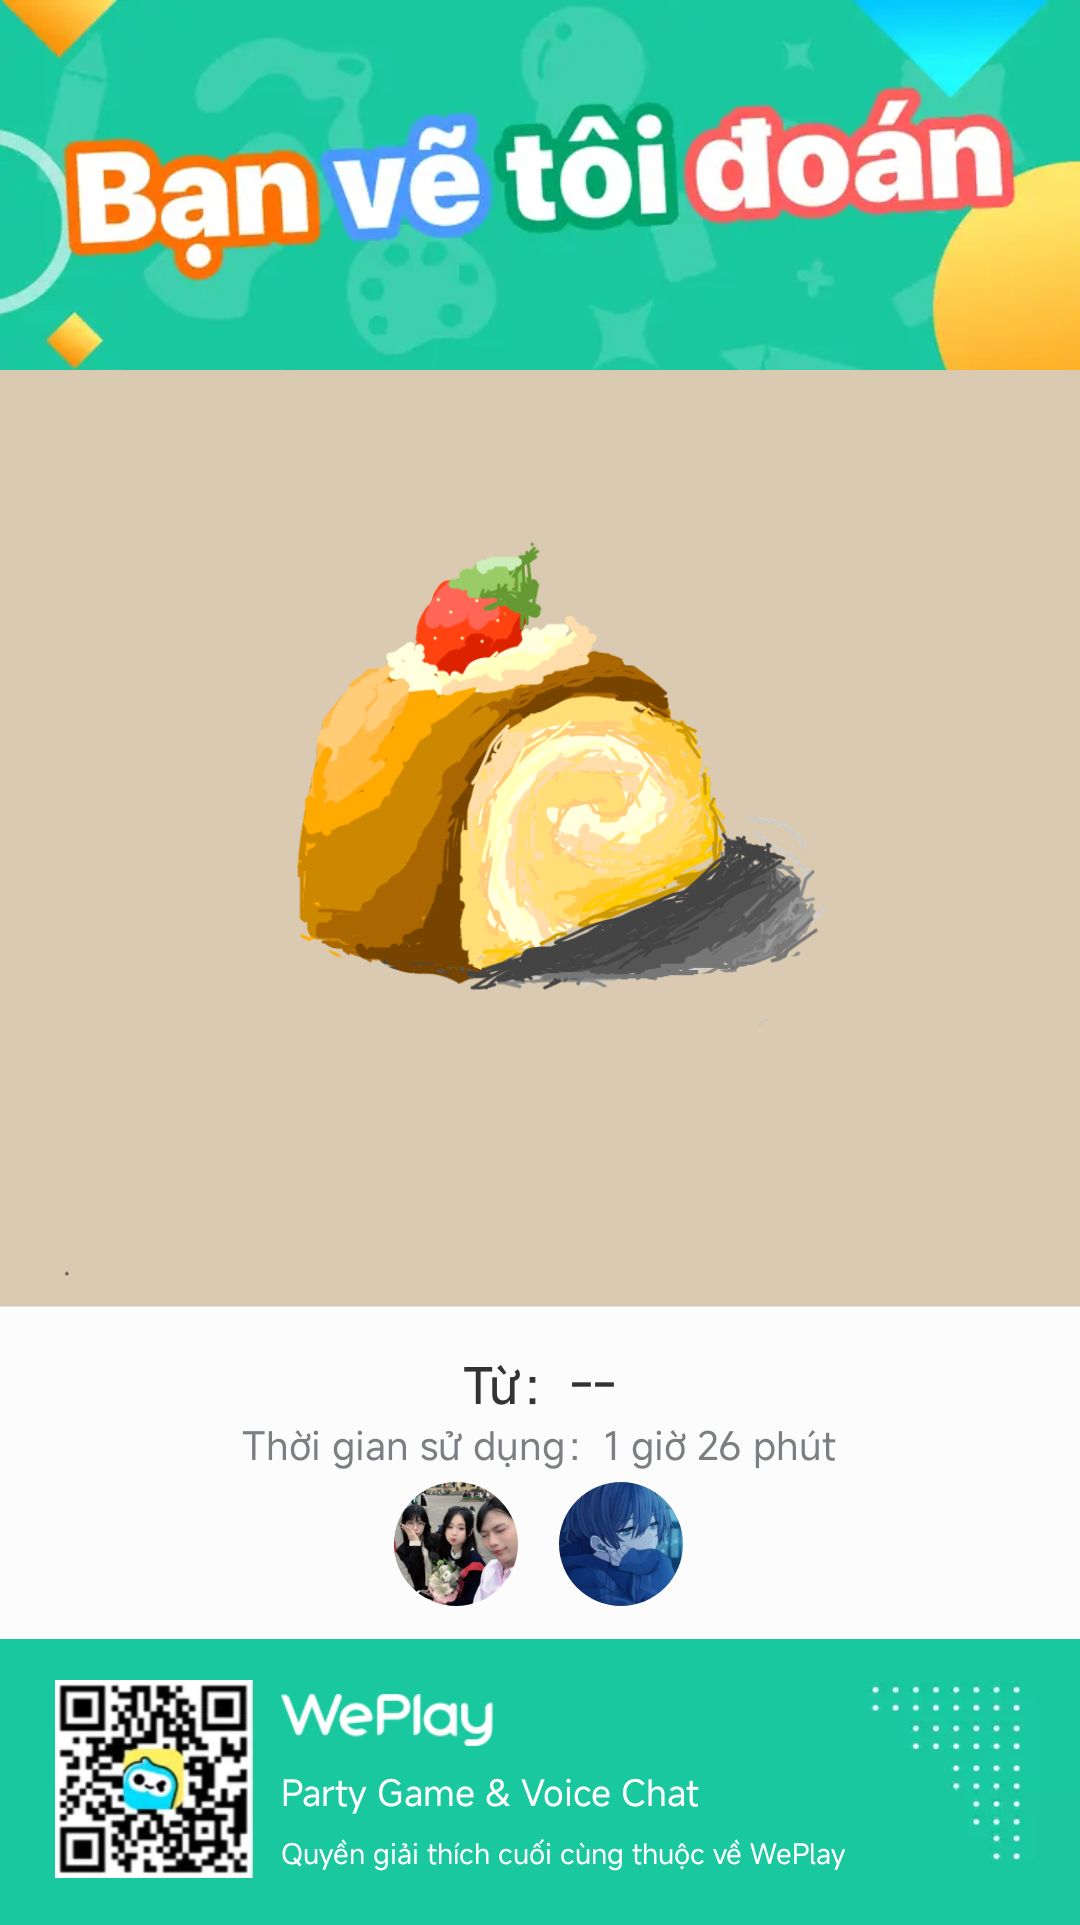 Bạn vẽ tôi đoán
Từ: --
Thời gian sử dụng: 1 giờ 26 phút
WePlay
Party Game & Voice Chat
Quyền giải thích cuối cùng thuộc về WePlay